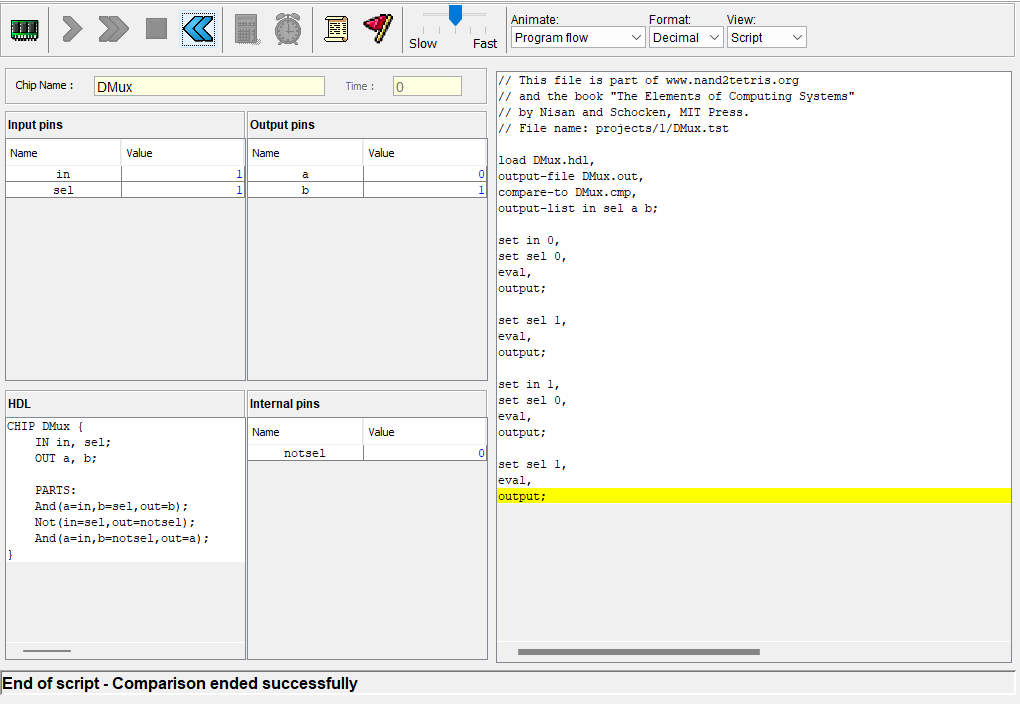 Slow Fast
Animate: Format: View:
Program flow Decimal Script
Chip Name : DMux Time : 0
Input pins
Name Value
in 1
sel 1
Output pins
Name Value
a 0
b 1
HDL
CHIP DMux {
    IN in, sel;
    OUT a, b;

    PARTS:
    And(a=in,b=sel,out=b);
    Not(in=sel,out=notsel);
    And(a=in,b=notsel,out=a);
}
Internal pins
Name Value
notsel 0
// This file is part of www.nand2tetris.org
// and the book "The Elements of Computing Systems"
// by Nisan and Schocken, MIT Press.
// File name: projects/1/DMux.tst

load DMux.hdl,
output-file DMux.out,
compare-to DMux.cmp,
output-list in sel a b;

set in 0,
set sel 0,
eval,
output;

set sel 1,
eval,
output;

set in 1,
set sel 0,
eval,
output;

set sel 1,
eval,
output;
End of script - Comparison ended successfully